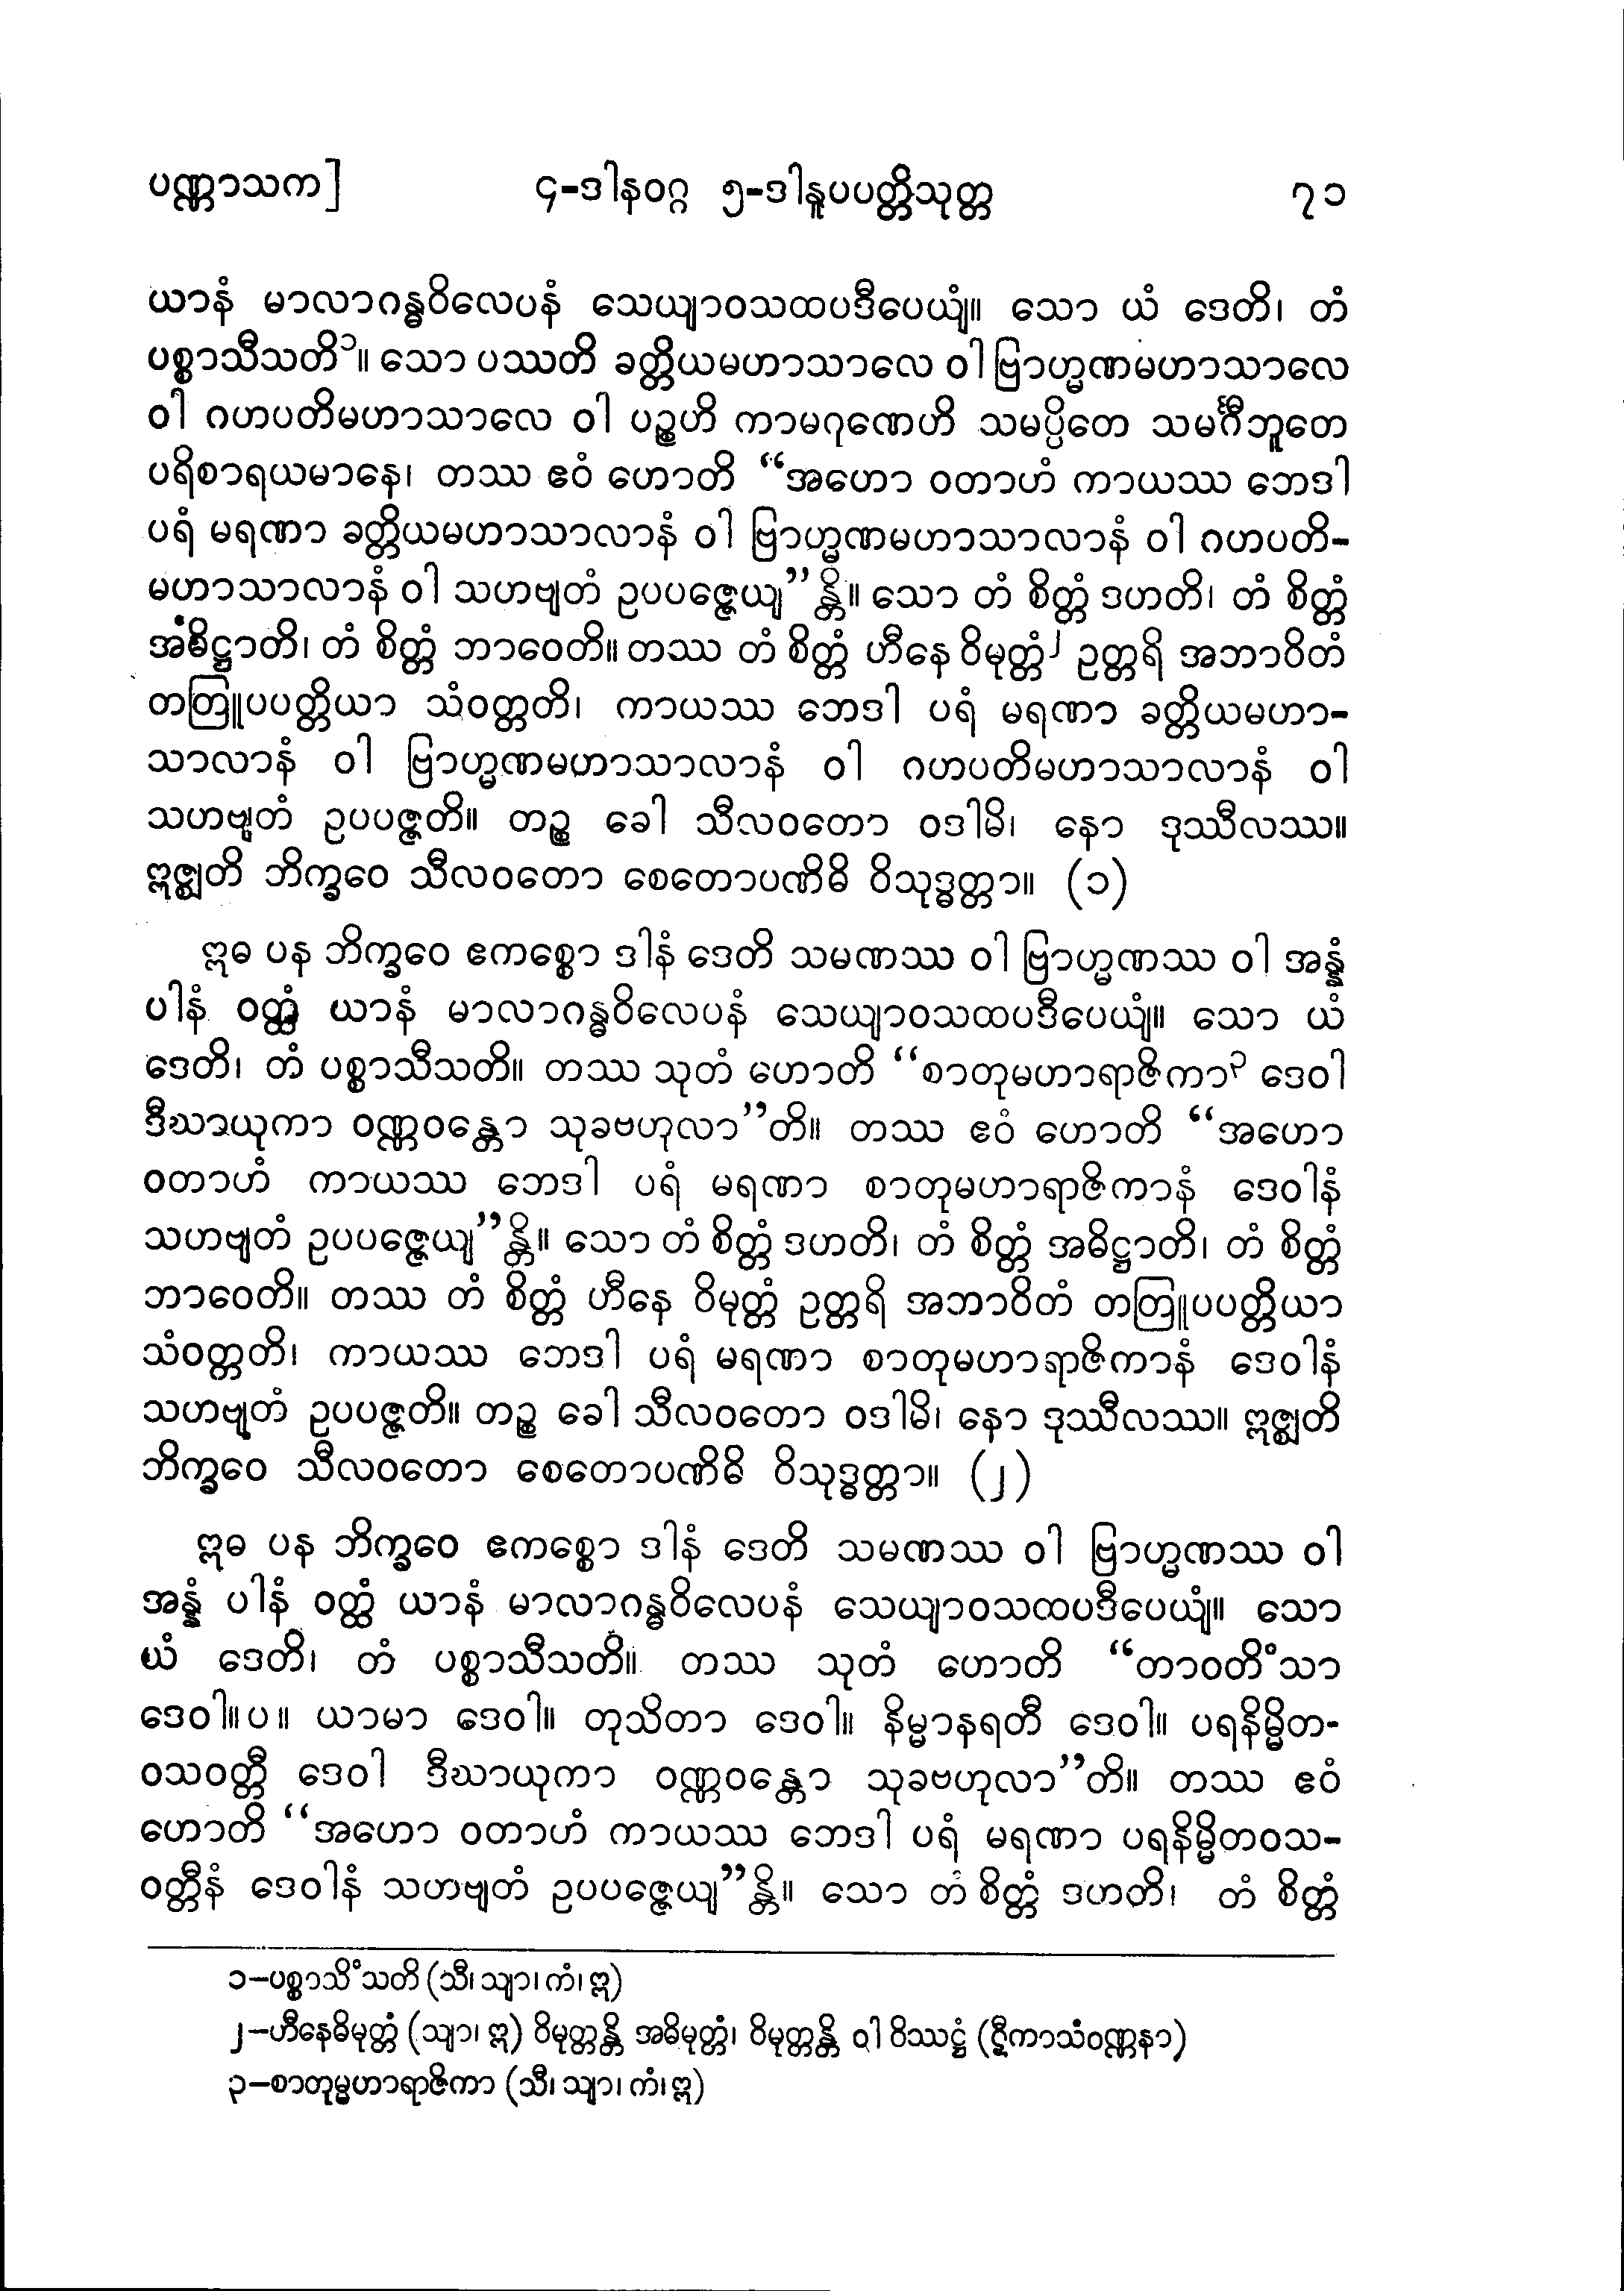 ပဏ္ဏာသက]	၄-ဒါနဝဂ္ဂ ၅-ဒါနူပပတ္တိသုတ္တ	၇၁
ယာနံ မာလာဂန္ဓဝိလေပနံ သေယျာဝသထပဒီပေယျံ။ သော ယံ ဒေတိ၊ တံ
ပစ္စာသီသတိ၁။ သော ပဿတိ ခတ္တိယမဟာသာလေ ဝါ ဗြာဟ္မဏမဟာသာလေ
ဝါ ဂဟပတိမဟာသာလေ ဝါ ပဉ္စဟိ ကာမဂုဏေဟိ သမပ္ပိတေ သမင်္ဂီဘူတေ
ပရိစာရယမာနေ၊ တဿ ဧဝံ ဟောတိ “အဟော ဝတာဟံ ကာယဿ ဘေဒါ
ပရံ မရဏာ ခတ္တိယမဟာသာလာနံ ဝါ ဗြာဟ္မဏမဟာသာလာနံ ဝါ ဂဟပတိ-
မဟာသာလာနံ ဝါ သဟဗျတံ ဥပပဇ္ဇေယျ”န္တိ။ သော တံ စိတ္တံ ဒဟတိ၊ တံ စိတ္တံ
အဓိဋ္ဌာတိ၊ တံ စိတ္တံ ဘာဝေတိ။ တဿ တံ စိတ္တံ ဟီနေ ဝိမုတ္တံ၂ ဥတ္တရိ အဘာဝိတံ
တတြူပပတ္တိယာ သံဝတ္တတိ၊ ကာယဿ ဘေဒါ ပရံ မရဏာ ခတ္တိယမဟာ-
သာလာနံ ဝါ ဗြာဟ္မဏမဟာသာလာနံ ဝါ ဂဟပတိမဟာသာလာနံ ဝါ
သဟဗျတံ ဥပပဇ္ဇတိ။ တဉ္စ ခေါ သီလဝတော ဝဒါမိ၊ နော ဒုဿီလဿ။
ဣဇ္ဈတိ ဘိက္ခဝေ သီလဝတော စေတောပဏိဓိ ဝိသုဒ္ဓတ္တာ။ (၁)
ဣဓ ပန ဘိက္ခဝေ ဧကစ္စော ဒါနံ ဒေတိ သမဏဿ ဝါ ဗြာဟ္မဏဿ ဝါ အန္နံ
ပါနံ ဝတ္ထံ ယာနံ မာလာဂန္ဓဝိလေပနံ သေယျာဝသထပဒီပေယျံ။ သော ယံ
ဒေတိ၊ တံ ပစ္စာသီသတိ။ တဿ သုတံ ဟောတိ “စာတုမဟာရာဇိကာ၃ ဒေဝါ
ဒီဃာယုကာ ဝဏ္ဏဝန္တော သုခဗဟုလာ”တိ။ တဿ ဧဝံ ဟောတိ “အဟော
ဝတာဟံ ကာယဿ ဘေဒါ ပရံ မရဏာ စာတုမဟာရာဇိကာနံ ဒေဝါနံ
သဟဗျတံ ဥပပဇ္ဇေယျ”န္တိ။ သော တံ စိတ္တံ ဒဟတိ၊ တံ စိတ္တံ အဓိဋ္ဌာတိ၊ တံ စိတ္တံ
ဘာဝေတိ။ တဿ တံ စိတ္တံ ဟီနေ ဝိမုတ္တံ ဥတ္တရိ အဘာဝိတံ တတြူပပတ္တိယာ
သံဝတ္တတိ၊ ကာယဿ ဘေဒါ ပရံ မရဏာ စာတုမဟာရာဇိကာနံ ဒေဝါနံ
သဟဗျတံ ဥပပဇ္ဇတိ။ တဉ္စ ခေါ သီလဝတော ဝဒါမိ၊ နော ဒုဿီလဿ။ ဣဇ္ဈတိ
ဘိက္ခဝေ သီလဝတော စေတောပဏိဓိ ဝိသုဒ္ဓတ္တာ။ (၂)
ဣဓ ပန ဘိက္ခဝေ ဧကစ္စော ဒါနံ ဒေတိ သမဏဿ ဝါ ဗြာဟ္မဏဿ ဝါ
အန္နံ ပါနံ ဝတ္ထံ ယာနံ မာလာဂန္ဓဝိလေပနံ သေယျာဝသထပဒီပေယျံ။ သော
ယံ ဒေတိ၊ တံ ပစ္စာသီသတိ။ တဿ သုတံ ဟောတိ “တာဝတိံသာ
ဒေဝါ။ပ။ ယာမာ ဒေဝါ။ တုသိတာ ဒေဝါ။ နိမ္မာနရတီ ဒေဝါ။ ပရနိမ္မိတ-
ဝသဝတ္တီ ဒေဝါ ဒီဃာယုကာ ဝဏ္ဏဝန္တော သုခဗဟုလာ”တိ။ တဿ ဧဝံ
ဟောတိ “အဟော ဝတာဟံ ကာယဿ ဘေဒါ ပရံ မရဏာ ပရနိမ္မိတဝသ-
ဝတ္တီနံ ဒေဝါနံ သဟဗျတံ ဥပပဇ္ဇေယျ”န္တိ။ သော တံ စိတ္တံ ဒဟတိ၊ တံ စိတ္တံ
၁-ပစ္စာသိံသတိ (သီ၊ သျာ၊ ကံ၊ ဣ)
၂-ဟီနေဓိမုတ္တံ (သျာ၊ ဣ) ဝိမုတ္တန္တိ အဓိမုတ္တံ၊ ဝိမုတ္တန္တိ ဝါ ဝိဿဋ္ဌံ (ဋီကာသံဝဏ္ဏနာ)
၃-စာတုမ္မဟာရာဇိကာ (သီ၊ သျာ၊ ကံ၊ ဣ)